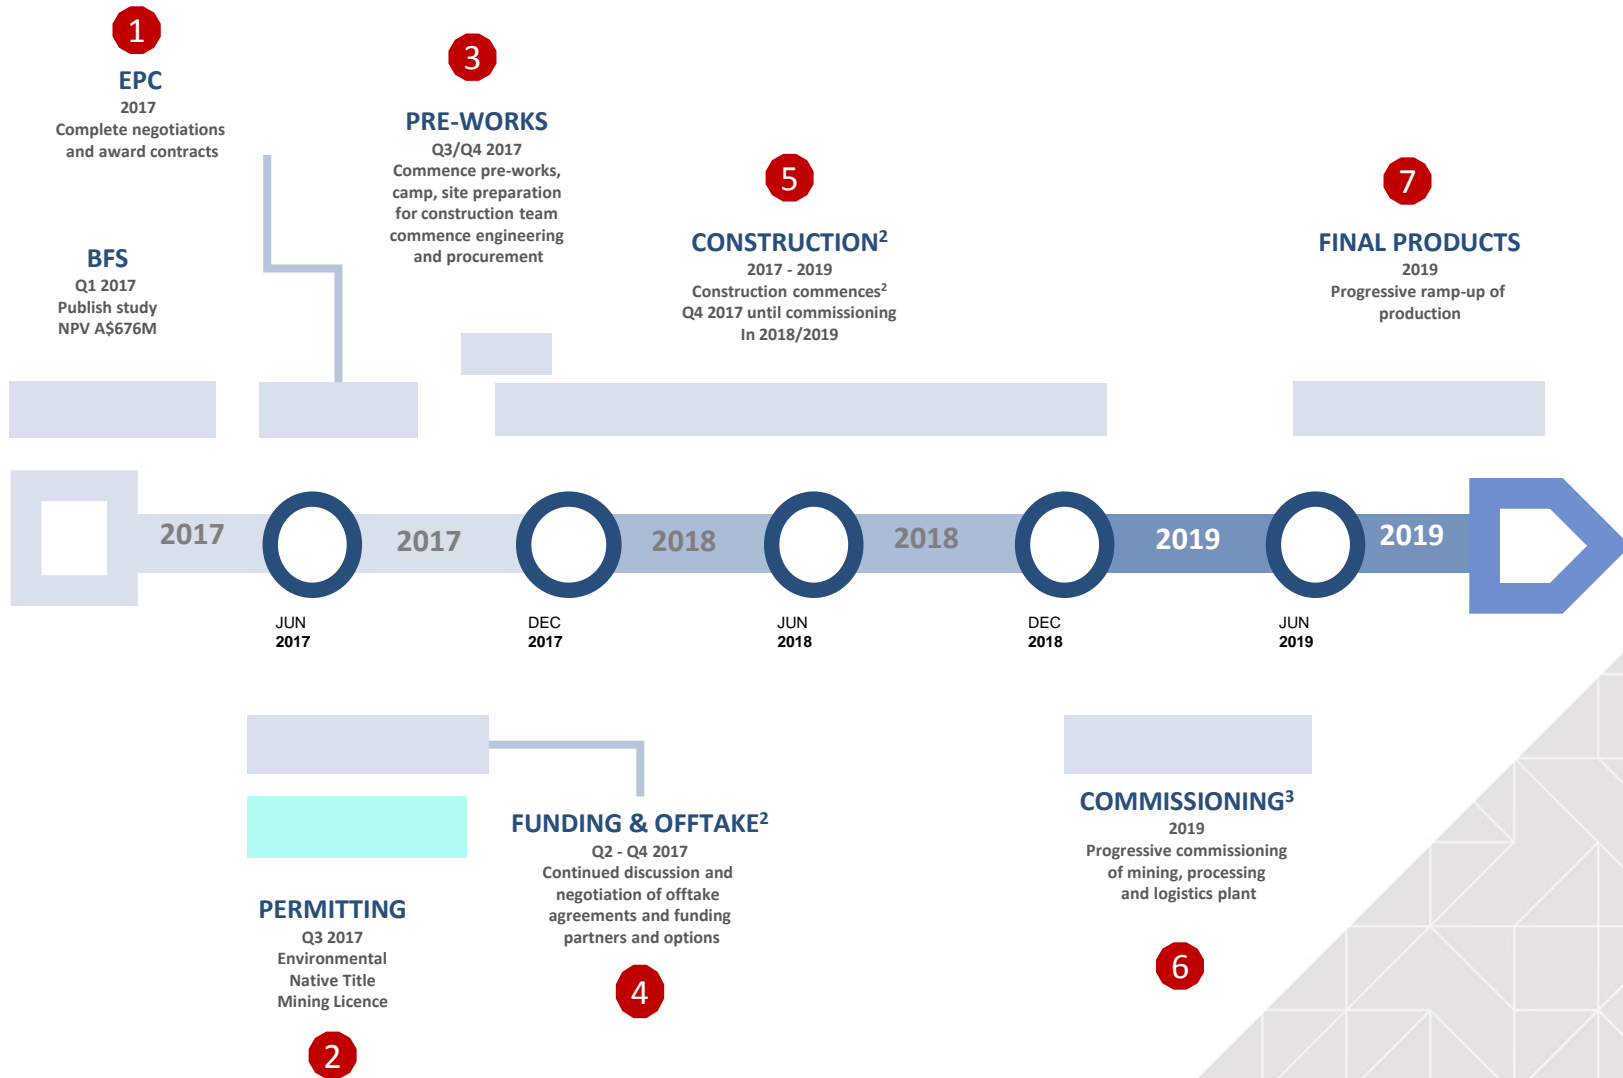 1
EPC
2017
Complete negotiations
and award contracts
BFS
Q1 2017
Publish study
NPV A$676M
3
PRE-WORKS
Q3/Q4 2017
Commence pre-works,
camp, site preparation
for construction team
commence engineering
and procurement
5
CONSTRUCTION²
2017 - 2019
Construction commences²
Q4 2017 until commissioning
In 2018/2019
7
FINAL PRODUCTS
2019
Progressive ramp-up of
production
2017
2017
2018
2018
2019
2019
JUN
2017
DEC
2017
JUN
2018
DEC
2018
JUN
2019
PERMITTING
Q3 2017
Environmental
Native Title
Mining Licence
2
FUNDING & OFFTAKE²
Q2 - Q4 2017
Continued discussion and
negotiation of offtake
agreements and funding
partners and options
4
COMMISSIONING³
2019
Progressive commissioning
of mining, processing
and logistics plant
6